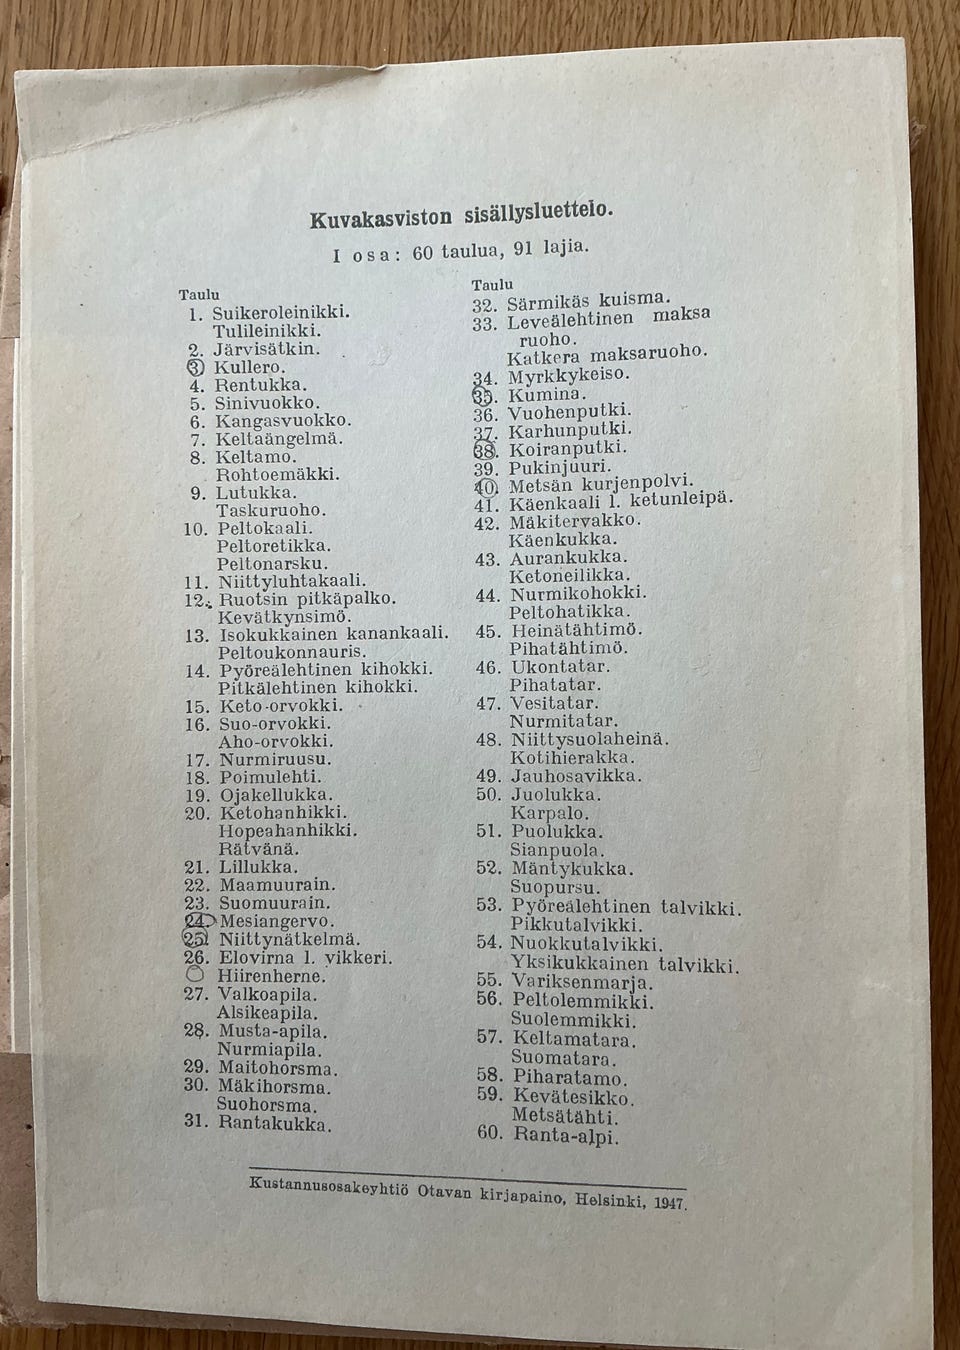 Kuvakasviston sisällysluettelo.
I osa: 60 taulua, 91 lajia.
Taulu
1. Suikeroleinikki.
Tulileinikki.
2. Järvisätkin.
3 Kullero.
4. Rentukka.
5. Sinivuokko.
6. Kangasvuokko.
7. Keltaängelmä.
8. Keltamo.
Rohtoemäkki.
9. Lutukka.
Taskuruoho.
10. Peltokaali.
Peltoretikka.
Peltonarsku.
11. Niittyluhtakaali.
12. Ruotsin pitkäpalko.
Kevätkynsimö.
13. Isokukkainen kanankaali.
Peltoukonnauris.
14. Pyöreälehtinen kihokki.
Pitkälehtinen kihokki.
15. Keto-orvokki.
16. Suo-orvokki.
Aho-orvokki.
17. Nurmiruusu.
18. Poimulehti.
19. Ojakellukka.
20. Ketohanhikki.
Hopeahanhikki.
Rätvänä.
21. Lillukka.
22. Maamuurain.
23. Suomuurain.
24. Mesiangervo.
25. Niittynätkelmä.
26. Elovirna l. vikkeri.
Hiirenherne.
27. Valkoapila.
Alsikeapila.
28. Musta-apila.
Nurmiapila.
29. Maitohorsma.
30. Mäkihorsma.
Suohorsma.
31. Rantakukka.
Taulu
32. Särmikäs kuisma.
33. Leveälehtinen maksa
ruoho.
Katkera maksaruoho.
34. Myrkkykeiso.
35. Kumina.
36. Vuohenputki.
37. Karhunputki.
38. Koiranputki.
39. Pukinjuuri.
40. Metsän kurjenpolvi.
41. Käenkaali l. ketunleipä.
42. Mäkitervakko.
Käenkukka.
43. Aurankukka.
Ketoneilikka.
44. Nurmikohokki.
Peltohatikka.
45. Heinätähtimö.
Pihatähtimö.
46. Ukontatar.
Pihatatar.
47. Vesitatar.
Nurmitatar.
48. Niittysuolaheinä.
Kotihierakka.
49. Jauhosavikka.
50. Juolukka.
Karpalo.
51. Puolukka.
Sianpuola.
52. Mäntykukka.
Suopursu.
53. Pyöreälehtinen talvikki.
Pikkutalvikki.
54. Nuokkutalvikki.
Yksikukkainen talvikki.
55. Variksenmarja.
56. Peltolemmikki.
Suolemmikki.
57. Keltamatara.
Suomatara.
58. Piharatamo.
59. Kevätesikko.
Metsätähti.
60. Ranta-alpi.
Kustannusosakeyhtiö Otavan kirjapaino, Helsinki, 1947.